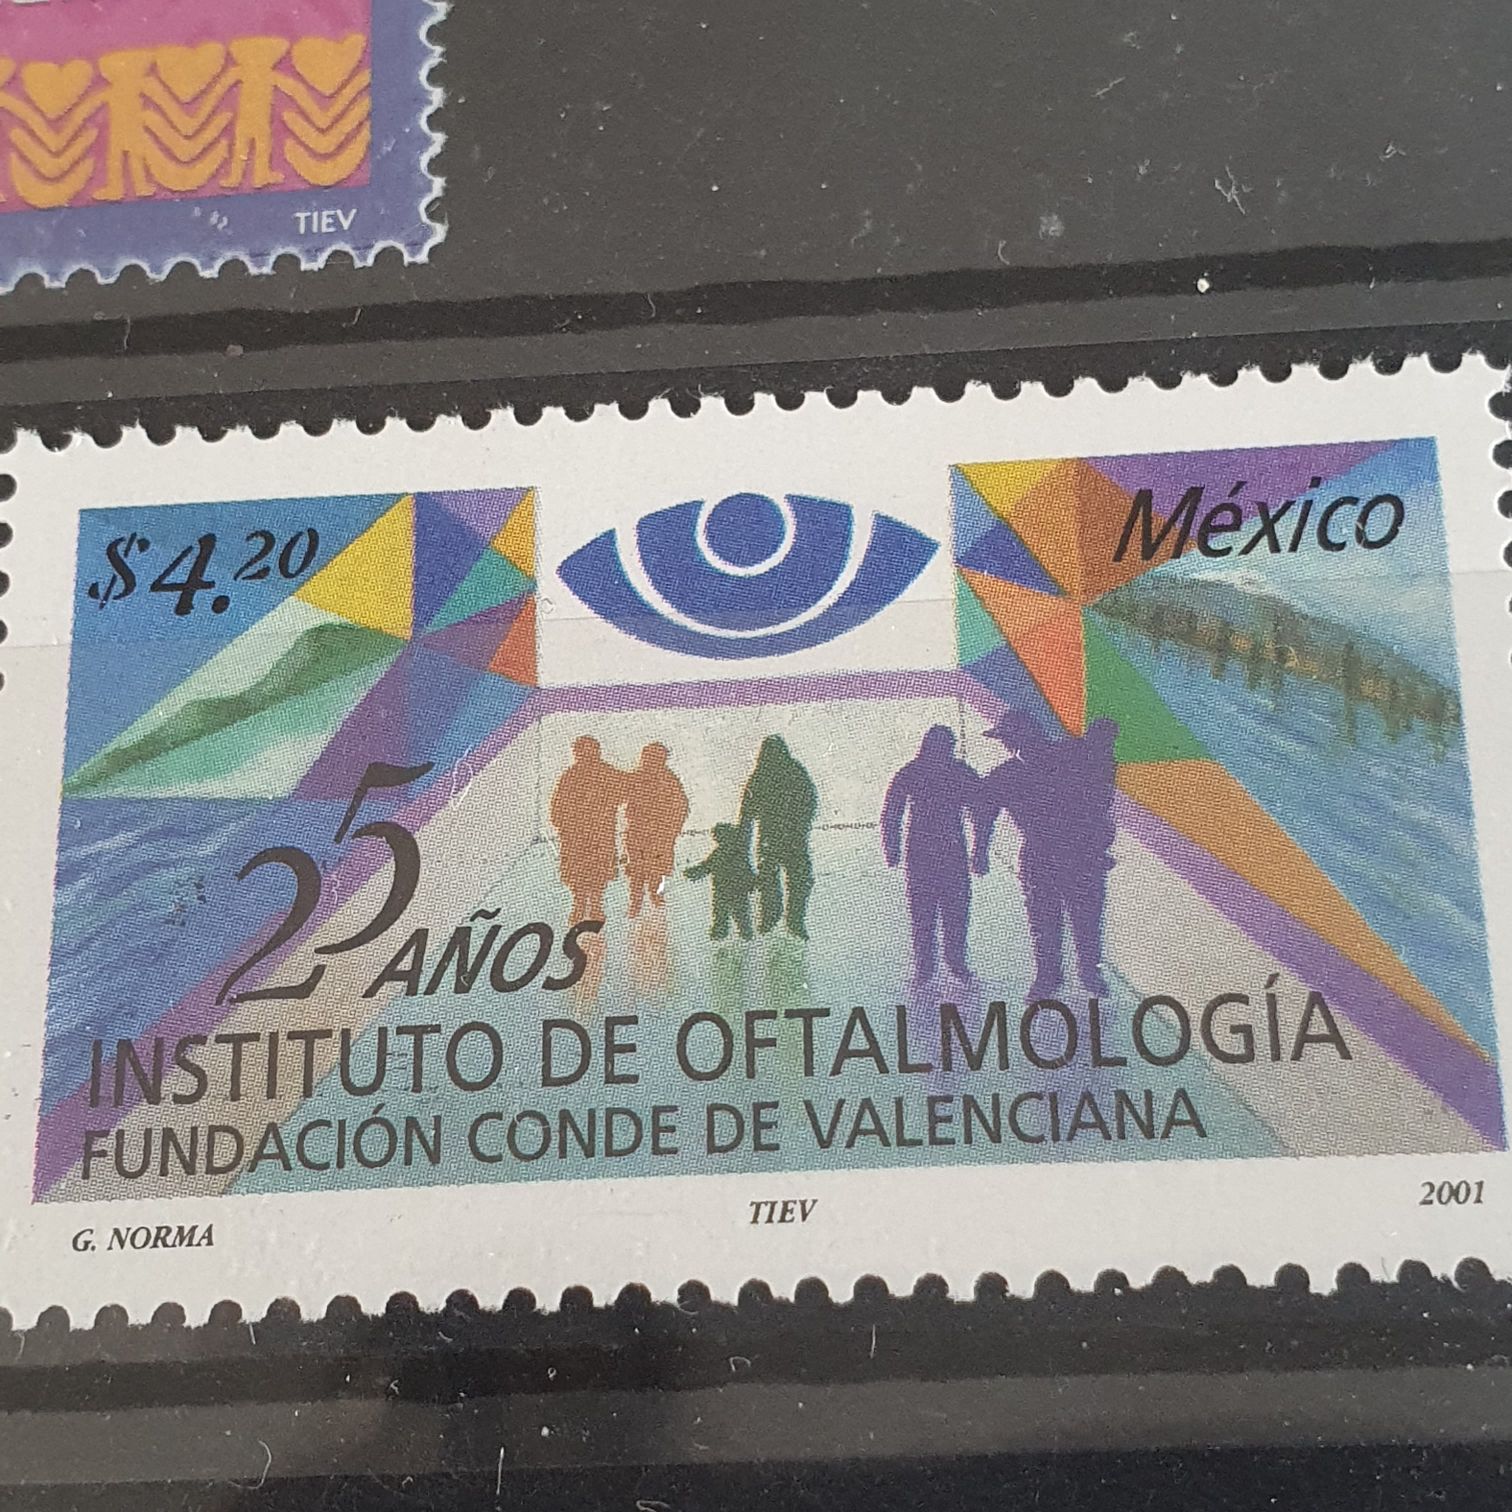 TIEV
$4.20
México
25 AÑOS
INSTITUTO DE OFTALMOLOGÍA
FUNDACIÓN CONDE DE VALENCIANA
G. NORMA
TIEV
2001